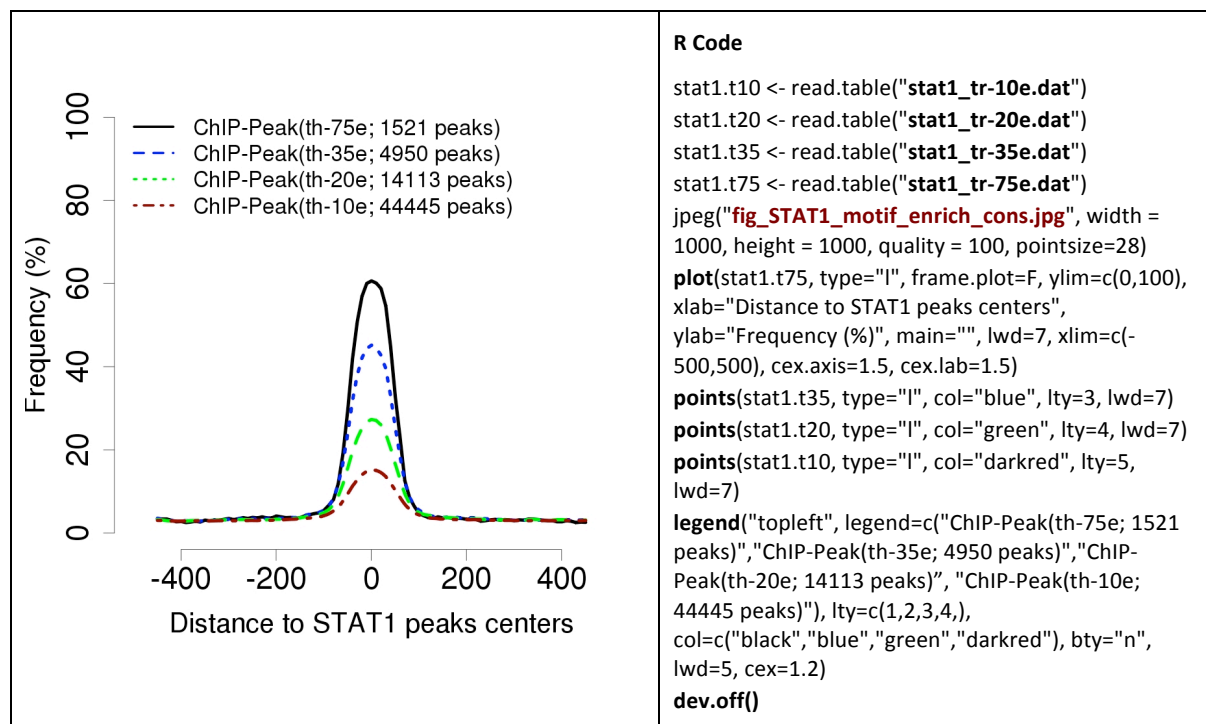 100
80
60
40
20
0
Frequency (%)
ChIP-Peak(th-75e; 1521 peaks)
ChIP-Peak(th-35e; 4950 peaks)
ChIP-Peak(th-20e; 14113 peaks)
ChIP-Peak(th-10e; 44445 peaks)
-400 -200 0 200 400
Distance to STAT1 peaks centers
R Code
stat1.t10 <- read.table("stat1_tr-10e.dat")
stat1.t20 <- read.table("stat1_tr-20e.dat")
stat1.t35 <- read.table("stat1_tr-35e.dat")
stat1.t75 <- read.table("stat1_tr-75e.dat")
jpeg("fig_STAT1_motif_enrich_cons.jpg", width =
1000, height = 1000, quality = 100, pointsize=28)
plot(stat1.t75, type="l", frame.plot=F, ylim=c(0,100),
xlab="Distance to STAT1 peaks centers",
ylab="Frequency (%)", main="", lwd=7, xlim=c(-
500,500), cex.axis=1.5, cex.lab=1.5)
points(stat1.t35, type="l", col="blue", lty=3, lwd=7)
points(stat1.t20, type="l", col="green", lty=4, lwd=7)
points(stat1.t10, type="l", col="darkred", lty=5,
lwd=7)
legend("topleft", legend=c("ChIP-Peak(th-75e; 1521
peaks)","ChIP-Peak(th-35e; 4950 peaks)","ChIP-
Peak(th-20e; 14113 peaks)”, "ChIP-Peak(th-10e;
44445 peaks)"), lty=c(1,2,3,4,),
col=c("black","blue","green","darkred"), bty="n",
lwd=5, cex=1.2)
dev.off()